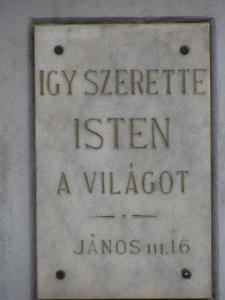 IGY SZERETTE
ISTEN
A VILÁGOT
JÁNOS III.16